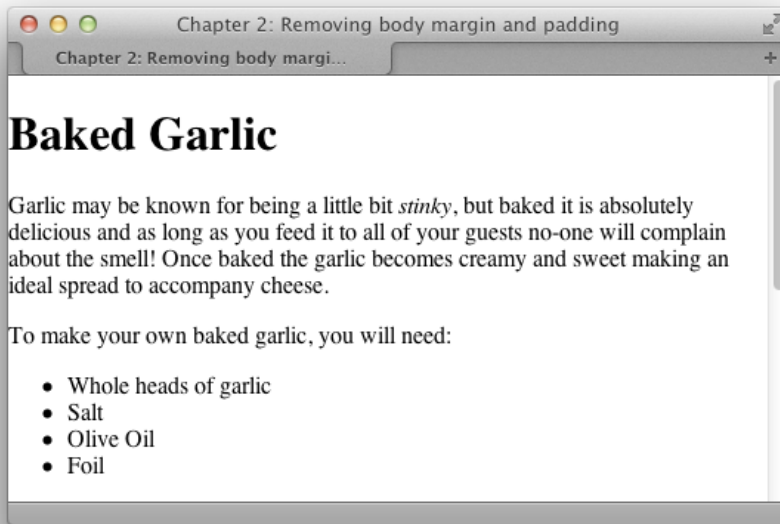 Chapter 2: Removing body margin and padding
Chapter 2: Removing body margi...
Baked Garlic
Garlic may be known for being a little bit stinky, but baked it is absolutely
delicious and as long as you feed it to all of your guests no-one will complain
about the smell! Once baked the garlic becomes creamy and sweet making an
ideal spread to accompany cheese.
To make your own baked garlic, you will need:
• Whole heads of garlic
• Salt
• Olive Oil
• Foil